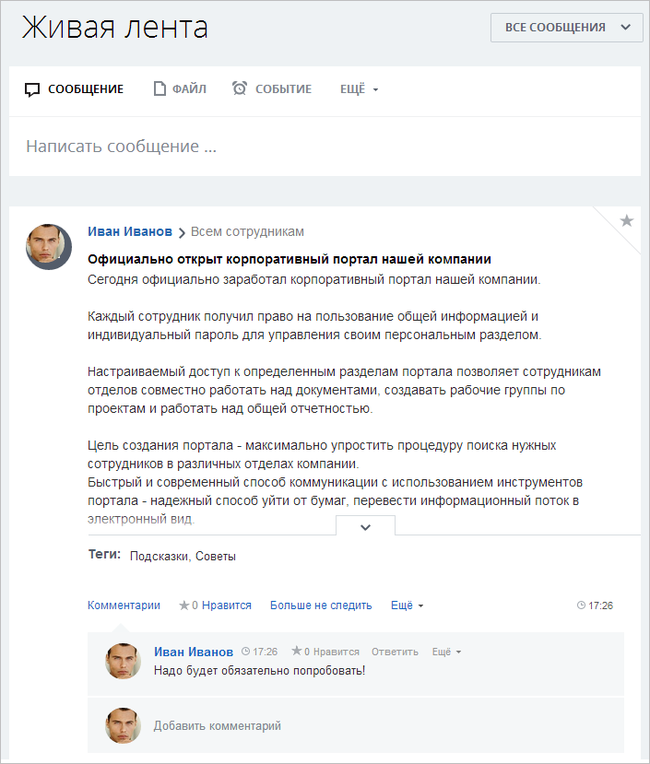 Живая лента
ВСЕ СООБЩЕНИЯ
СООБЩЕНИЕ ФАЙЛ СОБЫТИЕ ЕЩЁ
Написать сообщение ...
Иван Иванов Всем сотрудникам
Официально открыт корпоративный портал нашей компании
Сегодня официально заработал корпоративный портал нашей компании.
Каждый сотрудник получил право на пользование общей информацией и
индивидуальный пароль для управления своим персональным разделом.
Настраиваемый доступ к определенным разделам портала позволяет сотрудникам
отделов совместно работать над документами, создавать рабочие группы по
проектам и работать над общей отчетностью.
Цель создания портала - максимально упростить процедуру поиска нужных
сотрудников в различных отделах компании.
Быстрый и современный способ коммуникации с использованием инструментов
портала - надежный способ уйти от бумаг, перевести информационный поток в
электронный вид.
Теги: Подсказки, Советы
Комментарии 0 Нравится Больше не следить Ещё 17:26
Иван Иванов 17:26 0 Нравится Ответить Ещё
Надо будет обязательно попробовать!
Добавить комментарий